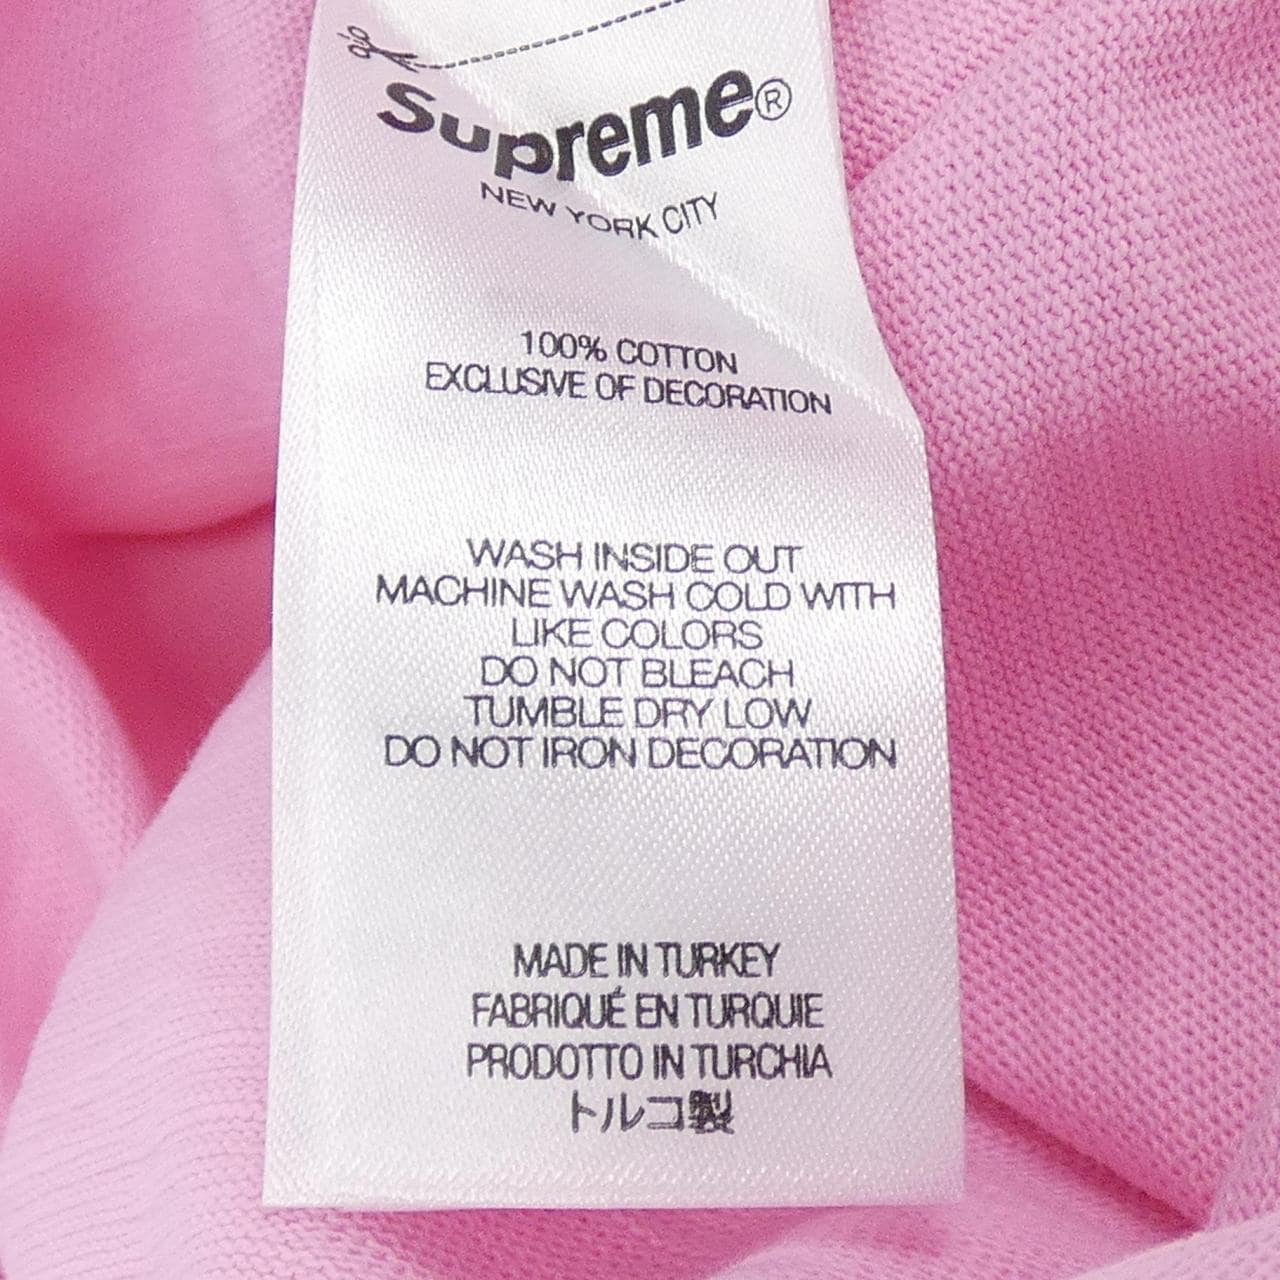 Supreme®
NEW YORK CITY
100% COTTON
EXCLUSIVE OF DECORATION
WASH INSIDE OUT
MACHINE WASH COLD WITH
LIKE COLORS
DO NOT BLEACH
TUMBLE DRY LOW
DO NOT IRON DECORATION
MADE IN TURKEY
FABRIQUÉ EN TURQUIE
PRODOTTO IN TURCHIA
トルコ製